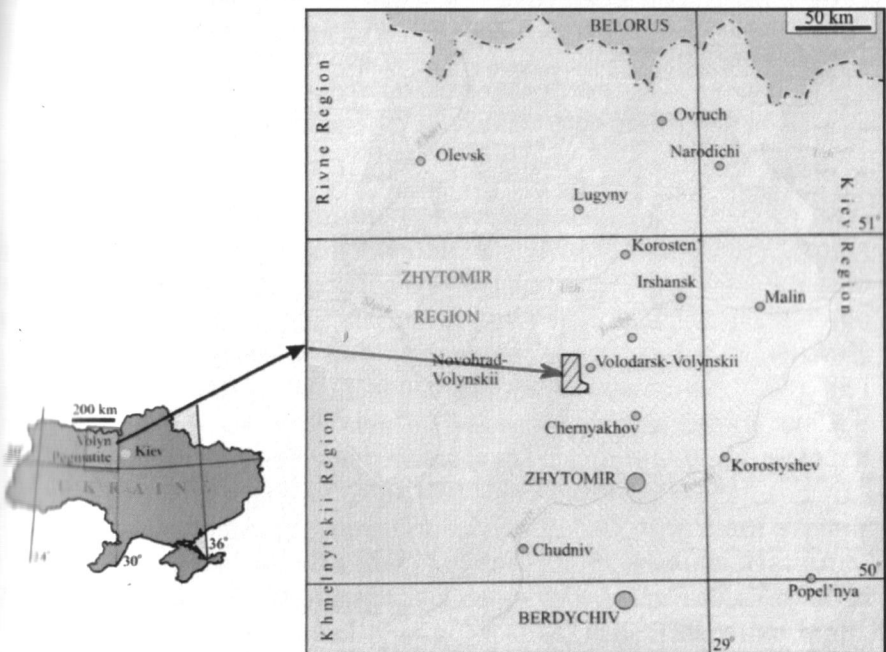 50 km
BELORUS
Ovruch
Narodichi
Olevsk
Lugyny
Rivne Region
Kiev Region
51°
Korosten'
ZHYTOMIR
REGION
Irshansk
Malin
Novohrad-
Volynskii
Volodarsk-Volynskii
Chernyakhov
Korostyshev
ZHYTOMIR
Khmelnytskii Region
Chudniv
50°
Popel'nya
BERDYCHIV
29°
200 km
Volyn
Pegmatite
Kiev
UKRAINE
30°
36°